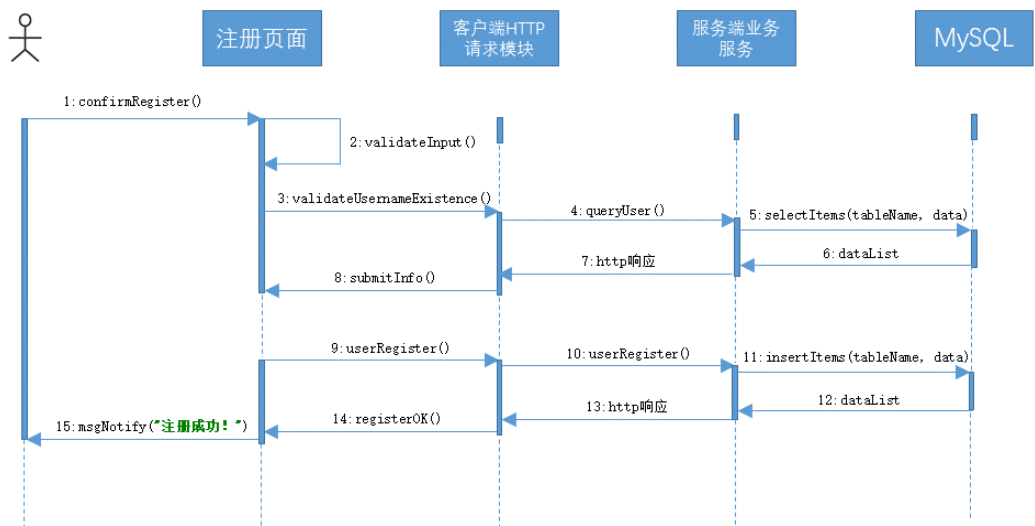 注册页面
客户端HTTP
请求模块
服务端业务
服务
MySQL
1:confirmRegister()
2:validateInput()
3:validateUsernameExistence()
4:queryUser()
5:selectItems(tableName, data)
6:dataList
7:http响应
8:submitInfo()
9:userRegister()
10:userRegister()
11:insertItems(tableName, data)
12:dataList
13:http响应
14:registerOK()
15:msgNotify("注册成功！")